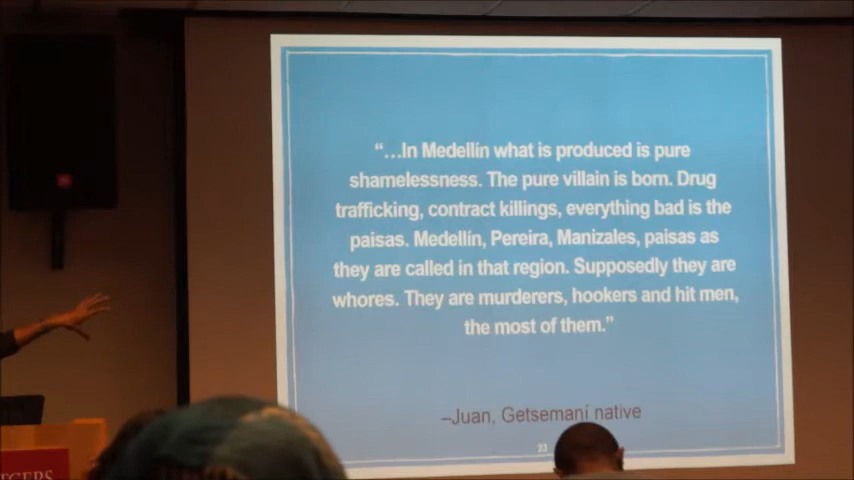 “...In Medellín what is produced is pure
shamelessness. The pure villain is born. Drug
trafficking, contract killings, everything bad is the
paisas. Medellín, Pereira, Manizales, paisas as
they are called in that region. Supposedly they are
whores. They are murderers, hookers and hit men,
the most of them.”
–Juan, Getsemaní native
23